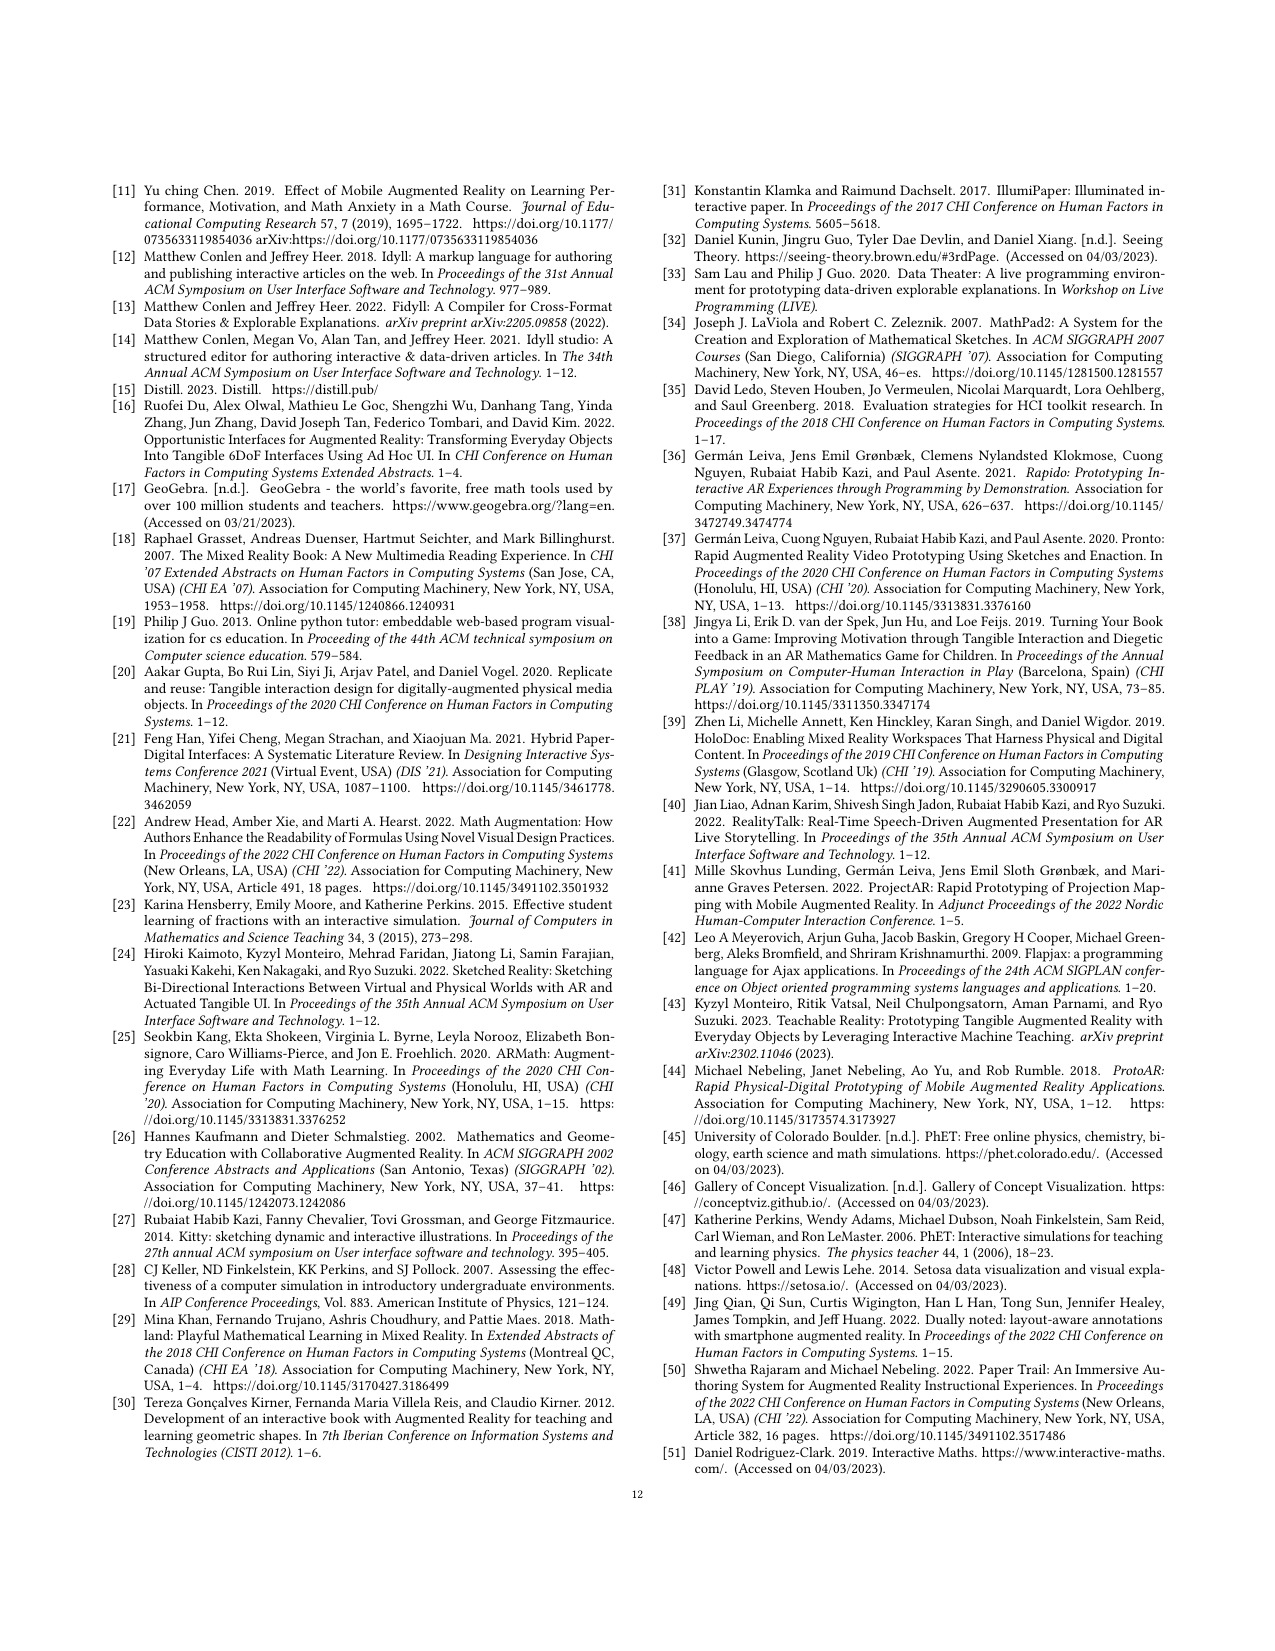 [11] Yu ching Chen. 2019. Effect of Mobile Augmented Reality on Learning Per-
formance, Motivation, and Math Anxiety in a Math Course. Journal of Edu-
cational Computing Research 57, 7 (2019), 1695–1722. https://doi.org/10.1177/
0735633119854036 arXiv:https://doi.org/10.1177/0735633119854036
[12] Matthew Conlen and Jeffrey Heer. 2018. Idyll: A markup language for authoring
and publishing interactive articles on the web. In Proceedings of the 31st Annual
ACM Symposium on User Interface Software and Technology. 977–989.
[13] Matthew Conlen and Jeffrey Heer. 2022. Fidyll: A Compiler for Cross-Format
Data Stories & Explorable Explanations. arXiv preprint arXiv:2205.09858 (2022).
[14] Matthew Conlen, Megan Vo, Alan Tan, and Jeffrey Heer. 2021. Idyll studio: A
structured editor for authoring interactive & data-driven articles. In The 34th
Annual ACM Symposium on User Interface Software and Technology. 1–12.
[15] Distill. 2023. Distill. https://distill.pub/
[16] Ruofei Du, Alex Olwal, Mathieu Le Goc, Shengzhi Wu, Danhang Tang, Yinda
Zhang, Jun Zhang, David Joseph Tan, Federico Tombari, and David Kim. 2022.
Opportunistic Interfaces for Augmented Reality: Transforming Everyday Objects
Into Tangible 6DoF Interfaces Using Ad Hoc UI. In CHI Conference on Human
Factors in Computing Systems Extended Abstracts. 1–4.
[17] GeoGebra. [n.d.]. GeoGebra - the world's favorite, free math tools used by
over 100 million students and teachers. https://www.geogebra.org/?lang=en.
(Accessed on 03/21/2023).
[18] Raphael Grasset, Andreas Duenser, Hartmut Seichter, and Mark Billinghurst.
2007. The Mixed Reality Book: A New Multimedia Reading Experience. In CHI
'07 Extended Abstracts on Human Factors in Computing Systems (San Jose, CA,
USA) (CHI EA '07). Association for Computing Machinery, New York, NY, USA,
1953–1958. https://doi.org/10.1145/1240866.1240931
[19] Philip J Guo. 2013. Online python tutor: embeddable web-based program visual-
ization for cs education. In Proceeding of the 44th ACM technical symposium on
Computer science education. 579–584.
[20] Aakar Gupta, Bo Rui Lin, Siyi Ji, Arjav Patel, and Daniel Vogel. 2020. Replicate
and reuse: Tangible interaction design for digitally-augmented physical media
objects. In Proceedings of the 2020 CHI Conference on Human Factors in Computing
Systems. 1–12.
[21] Feng Han, Yifei Cheng, Megan Strachan, and Xiaojuan Ma. 2021. Hybrid Paper-
Digital Interfaces: A Systematic Literature Review. In Designing Interactive Sys-
tems Conference 2021 (Virtual Event, USA) (DIS '21). Association for Computing
Machinery, New York, NY, USA, 1087–1100. https://doi.org/10.1145/3461778.
3462059
[22] Andrew Head, Amber Xie, and Marti A. Hearst. 2022. Math Augmentation: How
Authors Enhance the Readability of Formulas Using Novel Visual Design Practices.
In Proceedings of the 2022 CHI Conference on Human Factors in Computing Systems
(New Orleans, LA, USA) (CHI '22). Association for Computing Machinery, New
York, NY, USA, Article 491, 18 pages. https://doi.org/10.1145/3491102.3501932
[23] Karina Hensberry, Emily Moore, and Katherine Perkins. 2015. Effective student
learning of fractions with an interactive simulation. Journal of Computers in
Mathematics and Science Teaching 34, 3 (2015), 273–298.
[24] Hiroki Kaimoto, Kyzyl Monteiro, Mehrad Faridan, Jiatong Li, Samin Farajian,
Yasuaki Kakehi, Ken Nakagaki, and Ryo Suzuki. 2022. Sketched Reality: Sketching
Bi-Directional Interactions Between Virtual and Physical Worlds with AR and
Actuated Tangible UI. In Proceedings of the 35th Annual ACM Symposium on User
Interface Software and Technology. 1–12.
[25] Seokbin Kang, Ekta Shokeen, Virginia L. Byrne, Leyla Norooz, Elizabeth Bon-
signore, Caro Williams-Pierce, and Jon E. Froehlich. 2020. ARMath: Augment-
ing Everyday Life with Math Learning. In Proceedings of the 2020 CHI Con-
ference on Human Factors in Computing Systems (Honolulu, HI, USA) (CHI
'20). Association for Computing Machinery, New York, NY, USA, 1–15. https:
//doi.org/10.1145/3313831.3376252
[26] Hannes Kaufmann and Dieter Schmalstieg. 2002. Mathematics and Geome-
try Education with Collaborative Augmented Reality. In ACM SIGGRAPH 2002
Conference Abstracts and Applications (San Antonio, Texas) (SIGGRAPH '02).
Association for Computing Machinery, New York, NY, USA, 37–41. https:
//doi.org/10.1145/1242073.1242086
[27] Rubaiat Habib Kazi, Fanny Chevalier, Tovi Grossman, and George Fitzmaurice.
2014. Kitty: sketching dynamic and interactive illustrations. In Proceedings of the
27th annual ACM symposium on User interface software and technology. 395–405.
[28] CJ Keller, ND Finkelstein, KK Perkins, and SJ Pollock. 2007. Assessing the effec-
tiveness of a computer simulation in introductory undergraduate environments.
In AIP Conference Proceedings, Vol. 883. American Institute of Physics, 121–124.
[29] Mina Khan, Fernando Trujano, Ashris Choudhury, and Pattie Maes. 2018. Math-
land: Playful Mathematical Learning in Mixed Reality. In Extended Abstracts of
the 2018 CHI Conference on Human Factors in Computing Systems (Montreal QC,
Canada) (CHI EA '18). Association for Computing Machinery, New York, NY,
USA, 1–4. https://doi.org/10.1145/3170427.3186499
[30] Tereza Gonçalves Kirner, Fernanda Maria Villela Reis, and Claudio Kirner. 2012.
Development of an interactive book with Augmented Reality for teaching and
learning geometric shapes. In 7th Iberian Conference on Information Systems and
Technologies (CISTI 2012). 1–6.
[31] Konstantin Klamka and Raimund Dachselt. 2017. IllumiPaper: Illuminated in-
teractive paper. In Proceedings of the 2017 CHI Conference on Human Factors in
Computing Systems. 5605–5618.
[32] Daniel Kunin, Jingru Guo, Tyler Dae Devlin, and Daniel Xiang. [n.d.]. Seeing
Theory. https://seeing-theory.brown.edu/#3rdPage. (Accessed on 04/03/2023).
[33] Sam Lau and Philip J Guo. 2020. Data Theater: A live programming environ-
ment for prototyping data-driven explorable explanations. In Workshop on Live
Programming (LIVE).
[34] Joseph J. LaViola and Robert C. Zeleznik. 2007. MathPad2: A System for the
Creation and Exploration of Mathematical Sketches. In ACM SIGGRAPH 2007
Courses (San Diego, California) (SIGGRAPH '07). Association for Computing
Machinery, New York, NY, USA, 46–es. https://doi.org/10.1145/1281500.1281557
[35] David Ledo, Steven Houben, Jo Vermeulen, Nicolai Marquardt, Lora Oehlberg,
and Saul Greenberg. 2018. Evaluation strategies for HCI toolkit research. In
Proceedings of the 2018 CHI Conference on Human Factors in Computing Systems.
1–17.
[36] Germán Leiva, Jens Emil Grønbæk, Clemens Nylandsted Klokmose, Cuong
Nguyen, Rubaiat Habib Kazi, and Paul Asente. 2021. Rapido: Prototyping In-
teractive AR Experiences through Programming by Demonstration. Association for
Computing Machinery, New York, NY, USA, 626–637. https://doi.org/10.1145/
3472749.3474774
[37] Germán Leiva, Cuong Nguyen, Rubaiat Habib Kazi, and Paul Asente. 2020. Pronto:
Rapid Augmented Reality Video Prototyping Using Sketches and Enaction. In
Proceedings of the 2020 CHI Conference on Human Factors in Computing Systems
(Honolulu, HI, USA) (CHI '20). Association for Computing Machinery, New York,
NY, USA, 1–13. https://doi.org/10.1145/3313831.3376160
[38] Jingya Li, Erik D. van der Spek, Jun Hu, and Loe Feijs. 2019. Turning Your Book
into a Game: Improving Motivation through Tangible Interaction and Diegetic
Feedback in an AR Mathematics Game for Children. In Proceedings of the Annual
Symposium on Computer-Human Interaction in Play (Barcelona, Spain) (CHI
PLAY '19). Association for Computing Machinery, New York, NY, USA, 73–85.
https://doi.org/10.1145/3311350.3347174
[39] Zhen Li, Michelle Annett, Ken Hinckley, Karan Singh, and Daniel Wigdor. 2019.
HoloDoc: Enabling Mixed Reality Workspaces That Harness Physical and Digital
Content. In Proceedings of the 2019 CHI Conference on Human Factors in Computing
Systems (Glasgow, Scotland Uk) (CHI '19). Association for Computing Machinery,
New York, NY, USA, 1–14. https://doi.org/10.1145/3290605.3300917
[40] Jian Liao, Adnan Karim, Shivesh Singh Jadon, Rubaiat Habib Kazi, and Ryo Suzuki.
2022. RealityTalk: Real-Time Speech-Driven Augmented Presentation for AR
Live Storytelling. In Proceedings of the 35th Annual ACM Symposium on User
Interface Software and Technology. 1–12.
[41] Mille Skovhus Lunding, Germán Leiva, Jens Emil Sloth Grønbæk, and Mari-
anne Graves Petersen. 2022. ProjectAR: Rapid Prototyping of Projection Map-
ping with Mobile Augmented Reality. In Adjunct Proceedings of the 2022 Nordic
Human-Computer Interaction Conference. 1–5.
[42] Leo A Meyerovich, Arjun Guha, Jacob Baskin, Gregory H Cooper, Michael Green-
berg, Aleks Bromfield, and Shriram Krishnamurthi. 2009. Flapjax: a programming
language for Ajax applications. In Proceedings of the 24th ACM SIGPLAN confer-
ence on Object oriented programming systems languages and applications. 1–20.
[43] Kyzyl Monteiro, Ritik Vatsal, Neil Chulpongsatorn, Aman Parnami, and Ryo
Suzuki. 2023. Teachable Reality: Prototyping Tangible Augmented Reality with
Everyday Objects by Leveraging Interactive Machine Teaching. arXiv preprint
arXiv:2302.11046 (2023).
[44] Michael Nebeling, Janet Nebeling, Ao Yu, and Rob Rumble. 2018. ProtoAR:
Rapid Physical-Digital Prototyping of Mobile Augmented Reality Applications.
Association for Computing Machinery, New York, NY, USA, 1–12. https:
//doi.org/10.1145/3173574.3173927
[45] University of Colorado Boulder. [n.d.]. PhET: Free online physics, chemistry, bi-
ology, earth science and math simulations. https://phet.colorado.edu/. (Accessed
on 04/03/2023).
[46] Gallery of Concept Visualization. [n.d.]. Gallery of Concept Visualization. https:
//conceptviz.github.io/. (Accessed on 04/03/2023).
[47] Katherine Perkins, Wendy Adams, Michael Dubson, Noah Finkelstein, Sam Reid,
Carl Wieman, and Ron LeMaster. 2006. PhET: Interactive simulations for teaching
and learning physics. The physics teacher 44, 1 (2006), 18–23.
[48] Victor Powell and Lewis Lehe. 2014. Setosa data visualization and visual expla-
nations. https://setosa.io/. (Accessed on 04/03/2023).
[49] Jing Qian, Qi Sun, Curtis Wigington, Han L Han, Tong Sun, Jennifer Healey,
James Tompkin, and Jeff Huang. 2022. Dually noted: layout-aware annotations
with smartphone augmented reality. In Proceedings of the 2022 CHI Conference on
Human Factors in Computing Systems. 1–15.
[50] Shwetha Rajaram and Michael Nebeling. 2022. Paper Trail: An Immersive Au-
thoring System for Augmented Reality Instructional Experiences. In Proceedings
of the 2022 CHI Conference on Human Factors in Computing Systems (New Orleans,
LA, USA) (CHI '22). Association for Computing Machinery, New York, NY, USA,
Article 382, 16 pages. https://doi.org/10.1145/3491102.3517486
[51] Daniel Rodriguez-Clark. 2019. Interactive Maths. https://www.interactive-maths.
com/. (Accessed on 04/03/2023).
12